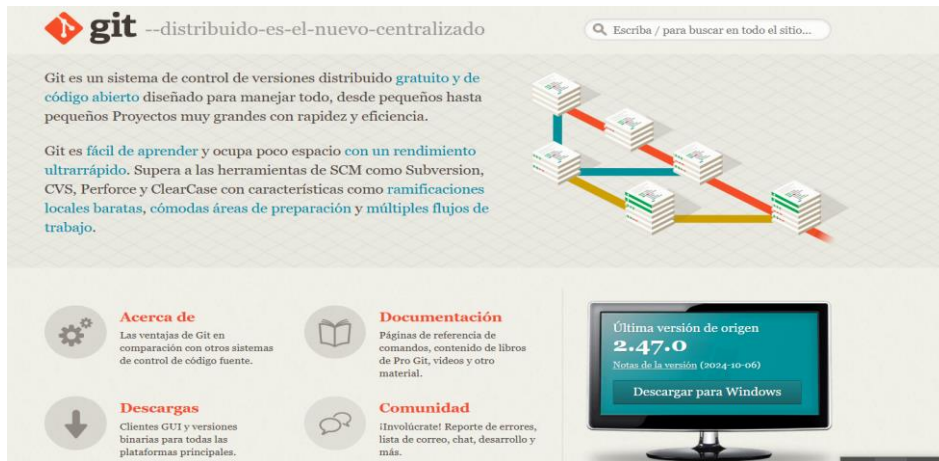 git --distribuido-es-el-nuevo-centralizado
Escriba / para buscar en todo el sitio...
Git es un sistema de control de versiones distribuido gratuito y de
código abierto diseñado para manejar todo, desde pequeños hasta
pequeños Proyectos muy grandes con rapidez y eficiencia.
Git es fácil de aprender y ocupa poco espacio con un rendimiento
ultrarrápido. Supera a las herramientas de SCM como Subversion,
CVS, Perforce y ClearCase con características como ramificaciones
locales baratas, cómodas áreas de preparación y múltiples flujos de
trabajo.
Acerca de
Las ventajas de Git en
comparación con otros sistemas
de control de código fuente.
Documentación
Páginas de referencia de
comandos, contenido de libros
de Pro Git, videos y otro
material.
Descargas
Clientes GUI y versiones
binarias para todas las
plataformas principales.
Comunidad
¡Involúcrate! Reporte de errores,
lista de correo, chat, desarrollo y
más.
Última versión de origen
2.47.0
Notas de la versión (2024-10-06)
Descargar para Windows